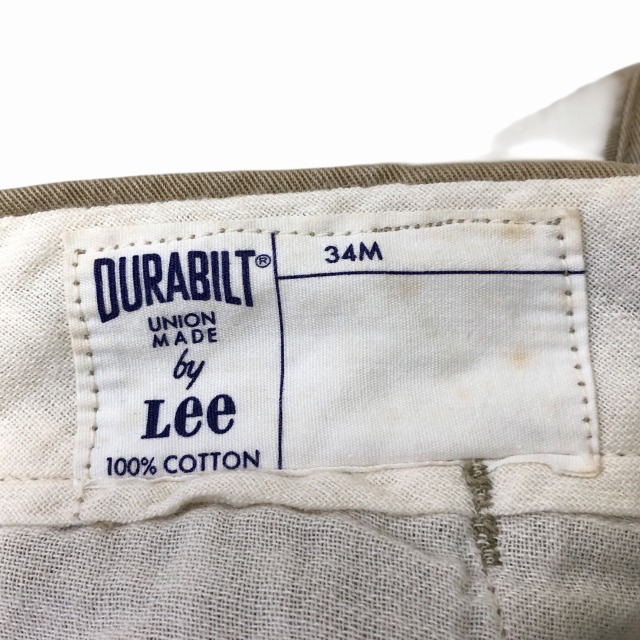 DURABILT®
UNION
MADE
by
Lee
100% COTTON
34M